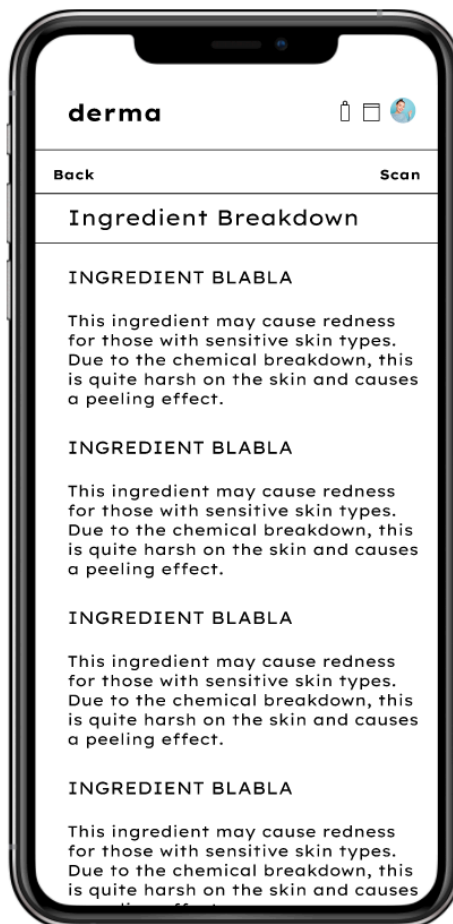 derma
Back
Scan
Ingredient Breakdown
INGREDIENT BLABLA
This ingredient may cause redness
for those with sensitive skin types.
Due to the chemical breakdown, this
is quite harsh on the skin and causes
a peeling effect.
INGREDIENT BLABLA
This ingredient may cause redness
for those with sensitive skin types.
Due to the chemical breakdown, this
is quite harsh on the skin and causes
a peeling effect.
INGREDIENT BLABLA
This ingredient may cause redness
for those with sensitive skin types.
Due to the chemical breakdown, this
is quite harsh on the skin and causes
a peeling effect.
INGREDIENT BLABLA
This ingredient may cause redness
for those with sensitive skin types.
Due to the chemical breakdown, this
is quite harsh on the skin and causes